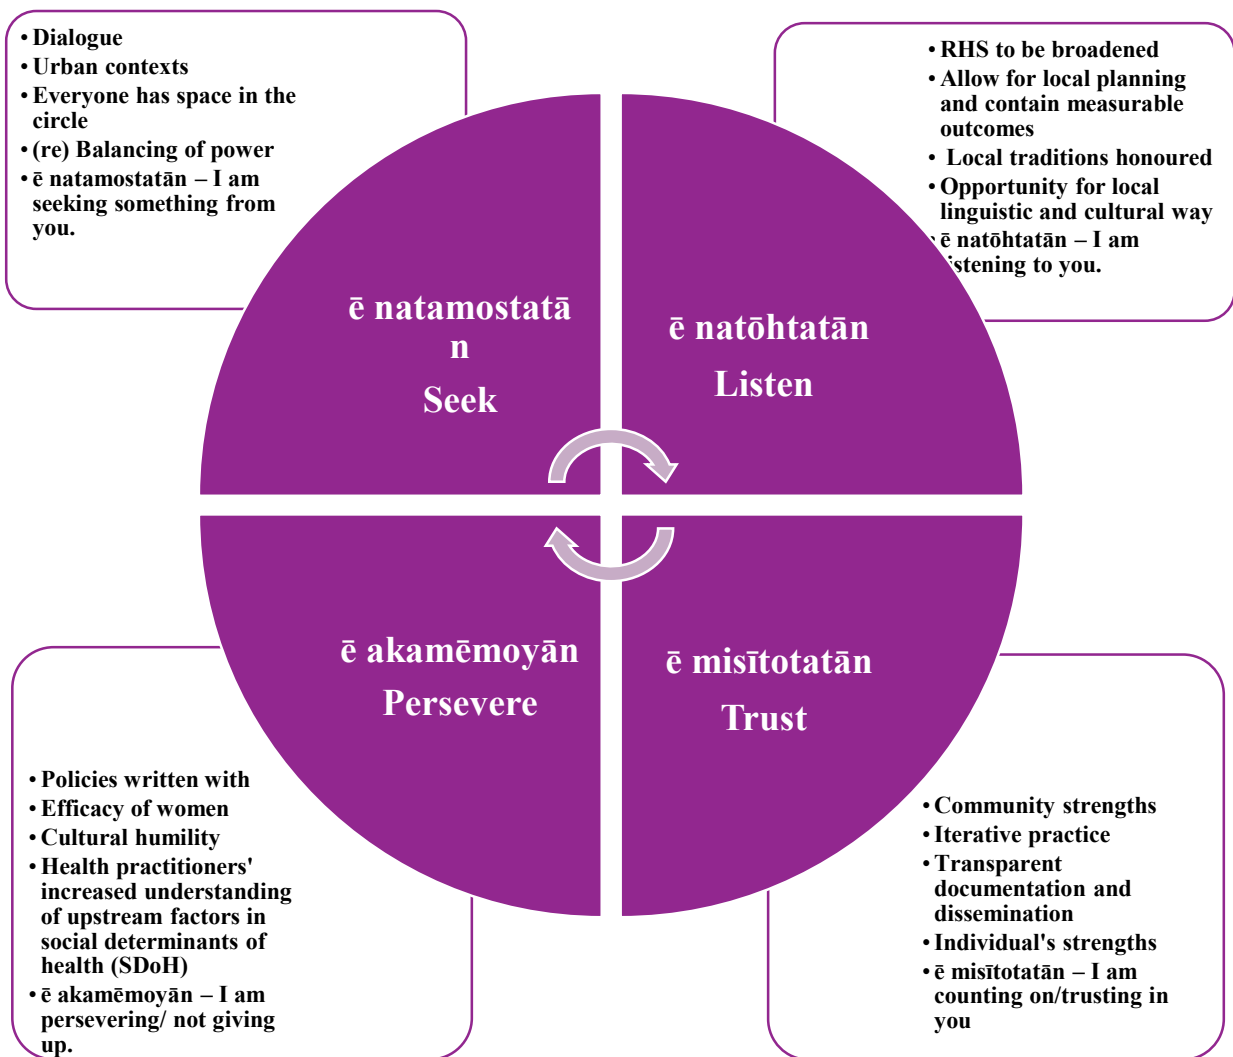 • Dialogue
• Urban contexts
• Everyone has space in the
circle
• (re) Balancing of power
• ē natamostatān – I am
seeking something from
you.
• RHS to be broadened
• Allow for local planning
and contain measurable
outcomes
• Local traditions honoured
• Opportunity for local
linguistic and cultural way
• ē natōhtatān – I am
istening to you.
ē natamostatā
n
Seek
ē natōhtatān
Listen
ē akamēmoyān
Persevere
ē misītotatān
Trust
• Policies written with
• Efficacy of women
• Cultural humility
• Health practitioners'
increased understanding
of upstream factors in
social determinants of
health (SDoH)
• ē akamēmoyān – I am
persevering/ not giving
up.
• Community strengths
• Iterative practice
• Transparent
documentation and
dissemination
• Individual's strengths
• ē misītotatān – I am
counting on/trusting in
you